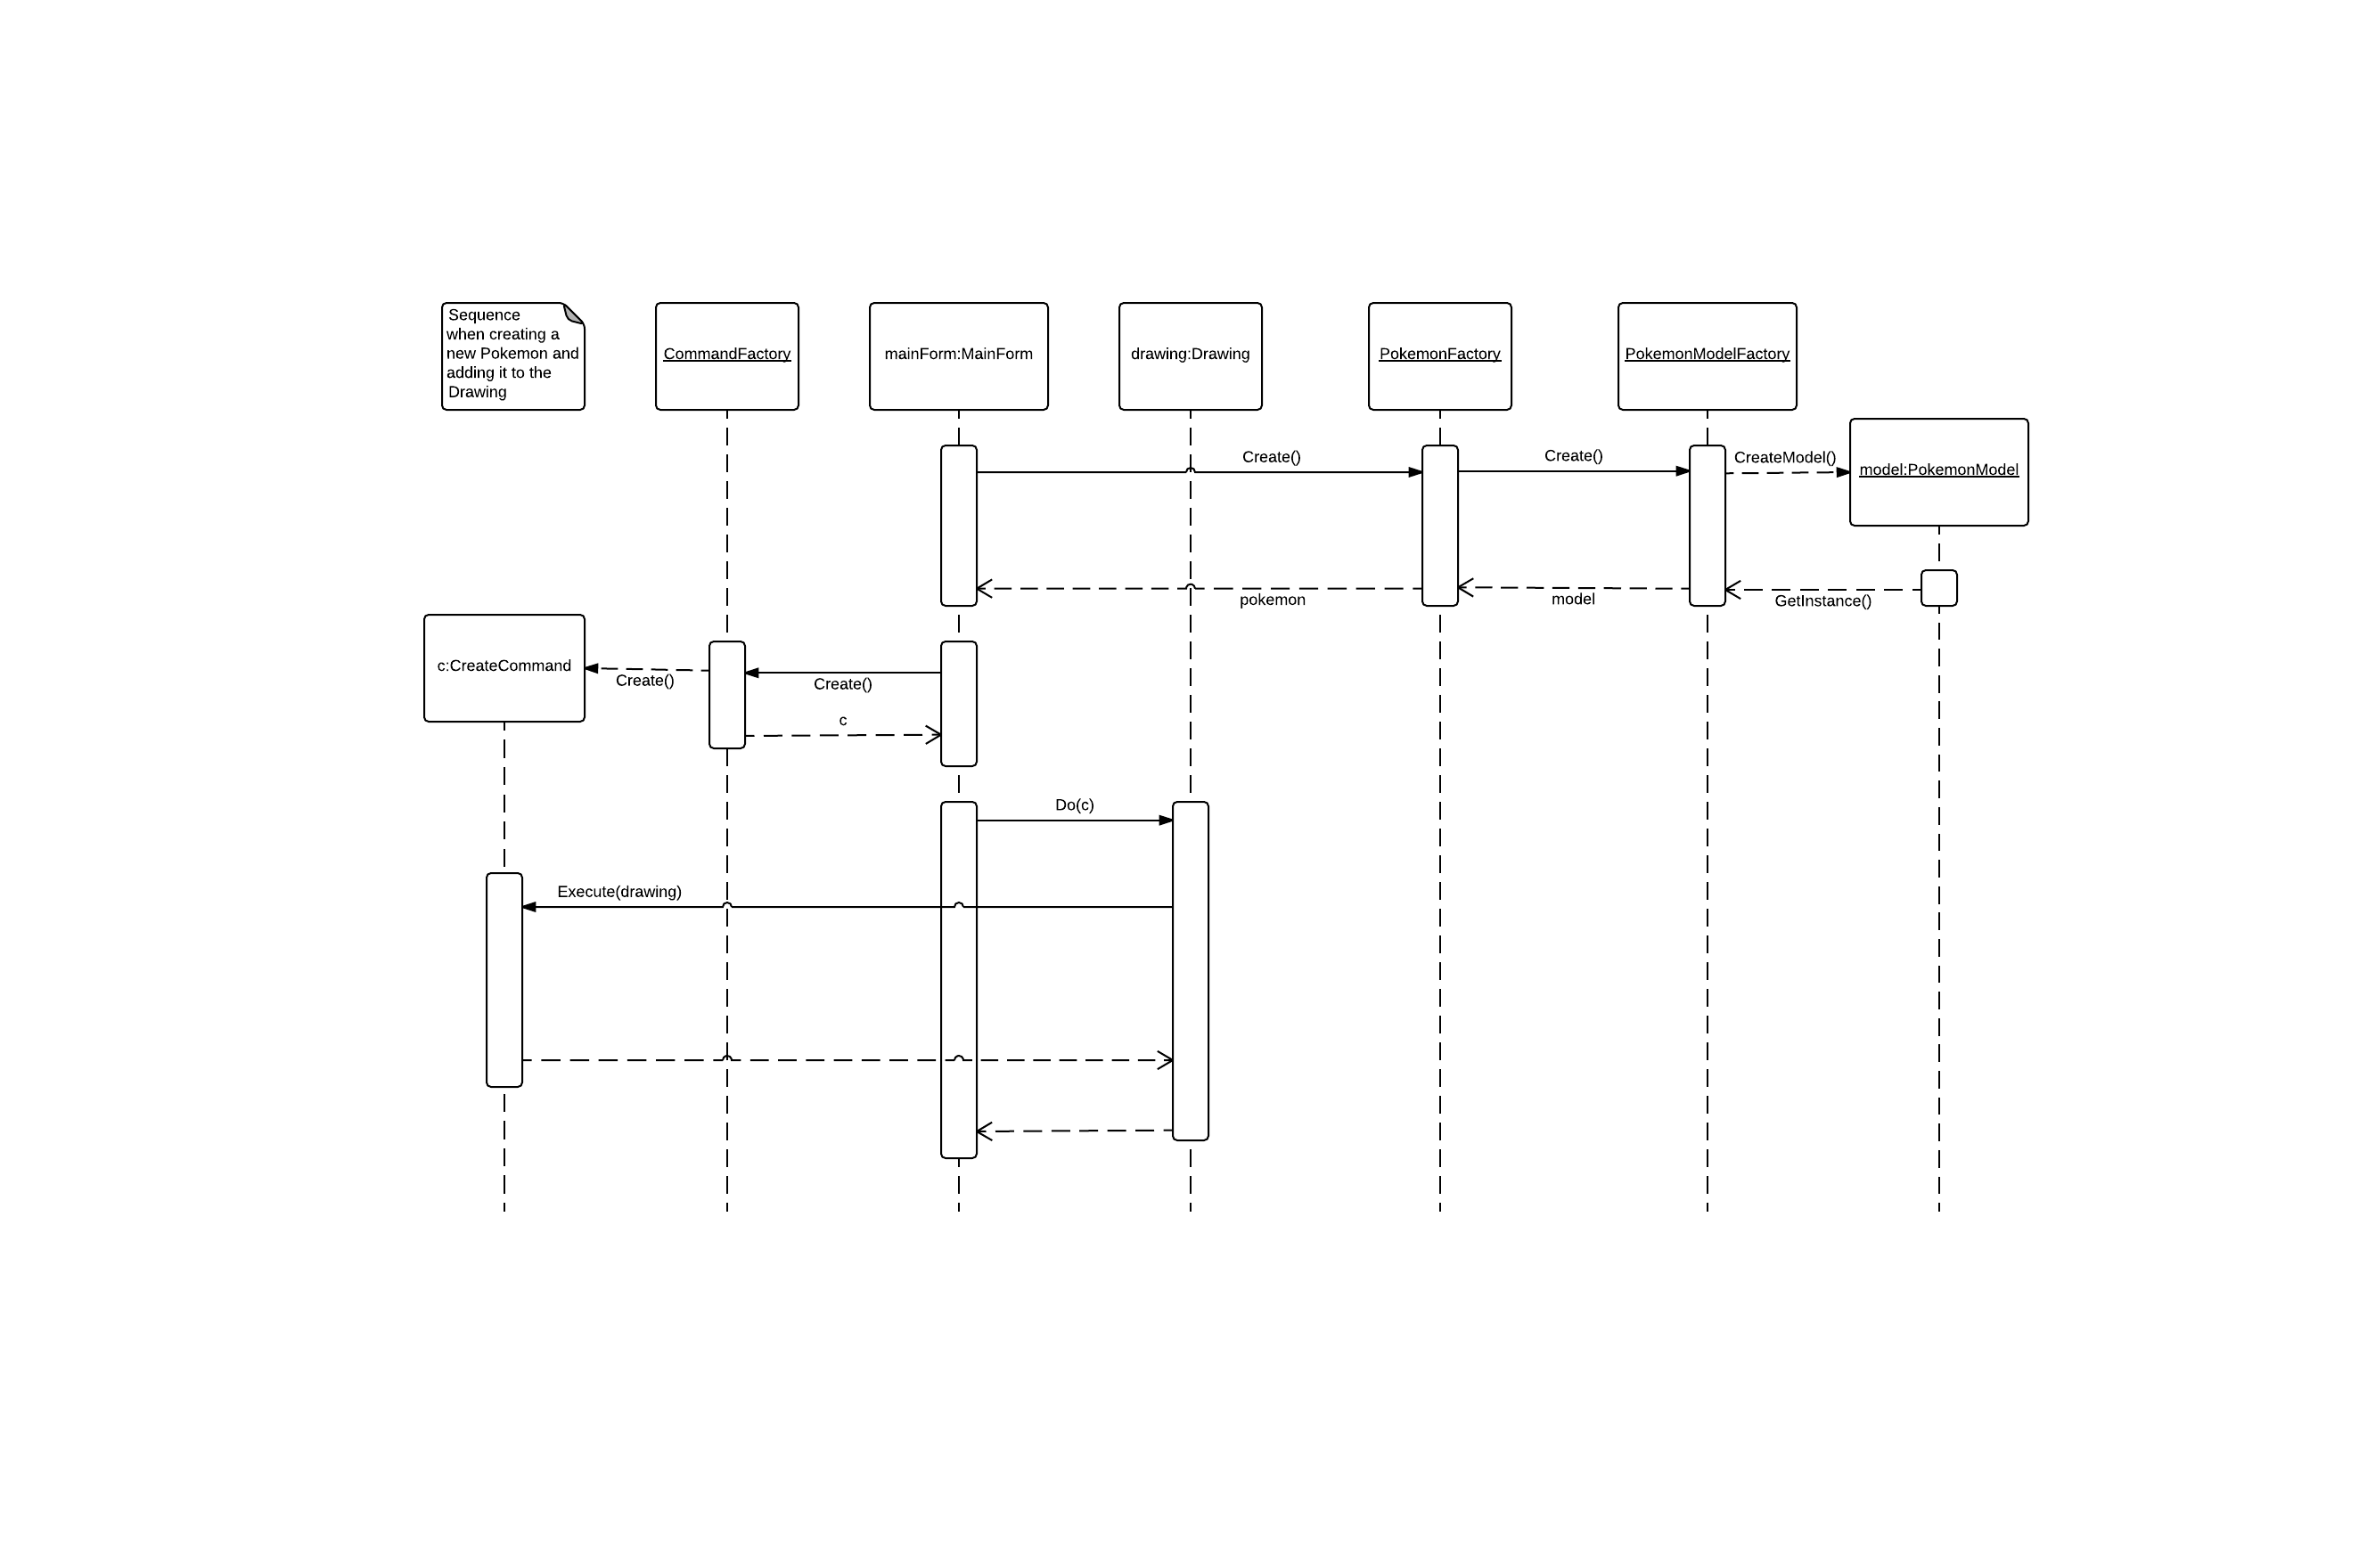 Sequence
when creating a
new Pokemon and
adding it to the
Drawing
CommandFactory
mainForm:MainForm
drawing:Drawing
PokemonFactory
PokemonModelFactory
model:PokemonModel
Create()
Create()
CreateModel()
pokemon
model
GetInstance()
c:CreateCommand
Create()
Create()
c
Do(c)
Execute(drawing)